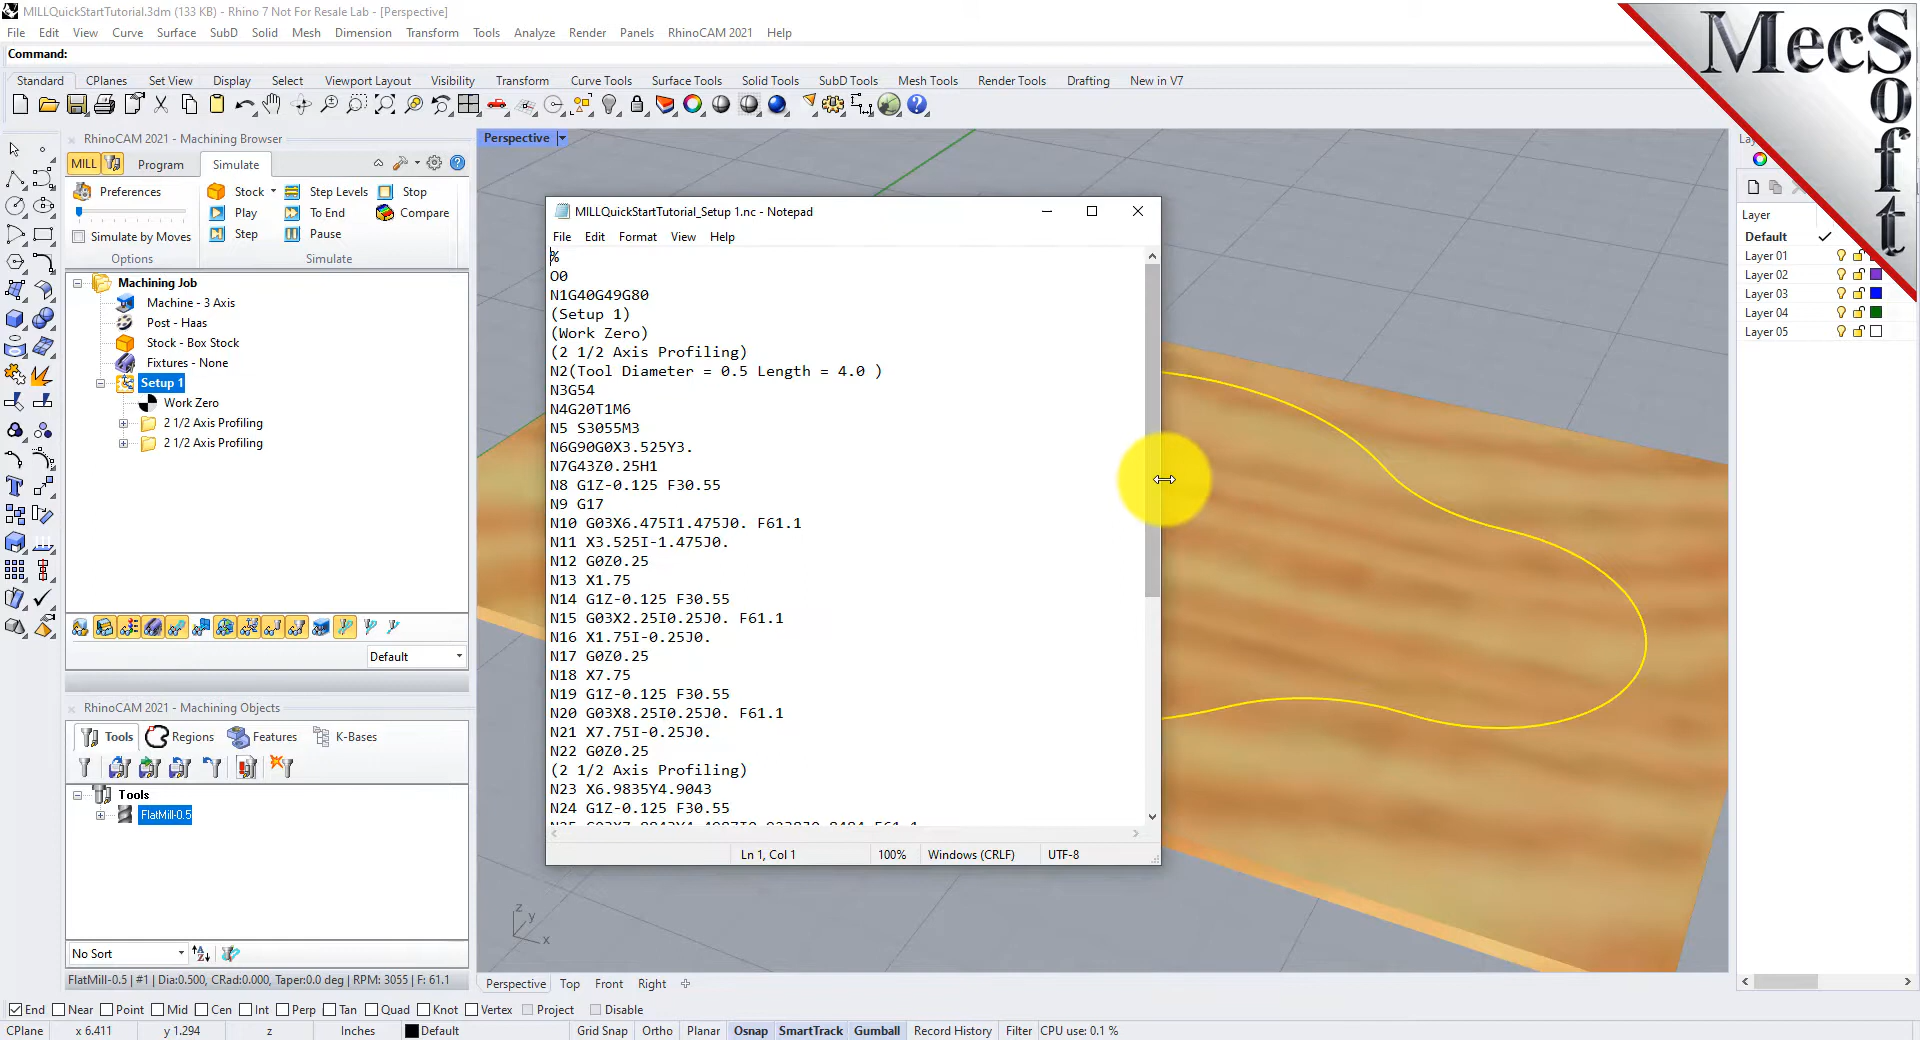 MILLQuickStartTutorial.3dm (133 KB) - Rhino 7 Not For Resale Lab - [Perspective]
File Edit View Curve Surface SubD Solid Mesh Dimension Transform Tools Analyze Render Panels RhinoCAM 2021 Help
Command:
Standard CPlanes Set View Display Select Viewport Layout Visibility Transform Curve Tools Surface Tools Solid Tools SubD Tools Mesh Tools Render Tools Drafting New in V7
MecSoft
RhinoCAM 2021 - Machining Browser
MILL Program Simulate
Preferences
Simulate by Moves
Options
Stock Step Levels Stop
Play To End Compare
Step Pause
Simulate
Machining Job
Machine - 3 Axis
Post - Haas
Stock - Box Stock
Fixtures - None
Setup 1
Work Zero
2 1/2 Axis Profiling
2 1/2 Axis Profiling
Default
RhinoCAM 2021 - Machining Objects
Tools Regions Features K-Bases
Tools
FlatMill-0.5
No Sort
FlatMill-0.5 | #1 | Dia:0.500, CRad:0.000, Taper:0.0 deg | RPM: 3055 | F: 61.1
Perspective
MILLQuickStartTutorial_Setup 1.nc - Notepad
File Edit Format View Help
%
O0
N1G40G49G80
(Setup 1)
(Work Zero)
(2 1/2 Axis Profiling)
N2(Tool Diameter = 0.5 Length = 4.0 )
N3G54
N4G20T1M6
N5 S3055M3
N6G90G0X3.525Y3.
N7G43Z0.25H1
N8 G1Z-0.125 F30.55
N9 G17
N10 G03X6.475I1.475J0. F61.1
N11 X3.525I-1.475J0.
N12 G0Z0.25
N13 X1.75
N14 G1Z-0.125 F30.55
N15 G03X2.25I0.25J0. F61.1
N16 X1.75I-0.25J0.
N17 G0Z0.25
N18 X7.75
N19 G1Z-0.125 F30.55
N20 G03X8.25I0.25J0. F61.1
N21 X7.75I-0.25J0.
N22 G0Z0.25
(2 1/2 Axis Profiling)
N23 X6.9835Y4.9043
N24 G1Z-0.125 F30.55
Ln 1, Col 1 100% Windows (CRLF) UTF-8
z
y
x
Layer
Default
Layer 01
Layer 02
Layer 03
Layer 04
Layer 05
Perspective Top Front Right
End Near Point Mid Cen Int Perp Tan Quad Knot Vertex Project Disable
CPlane x 6.411 y 1.294 z Inches Default Grid Snap Ortho Planar Osnap SmartTrack Gumball Record History Filter CPU use: 0.1 %